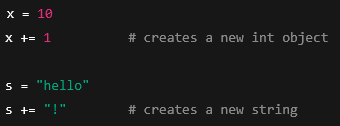 x = 10
x += 1          # creates a new int object
s = "hello"
s += "!"        # creates a new string